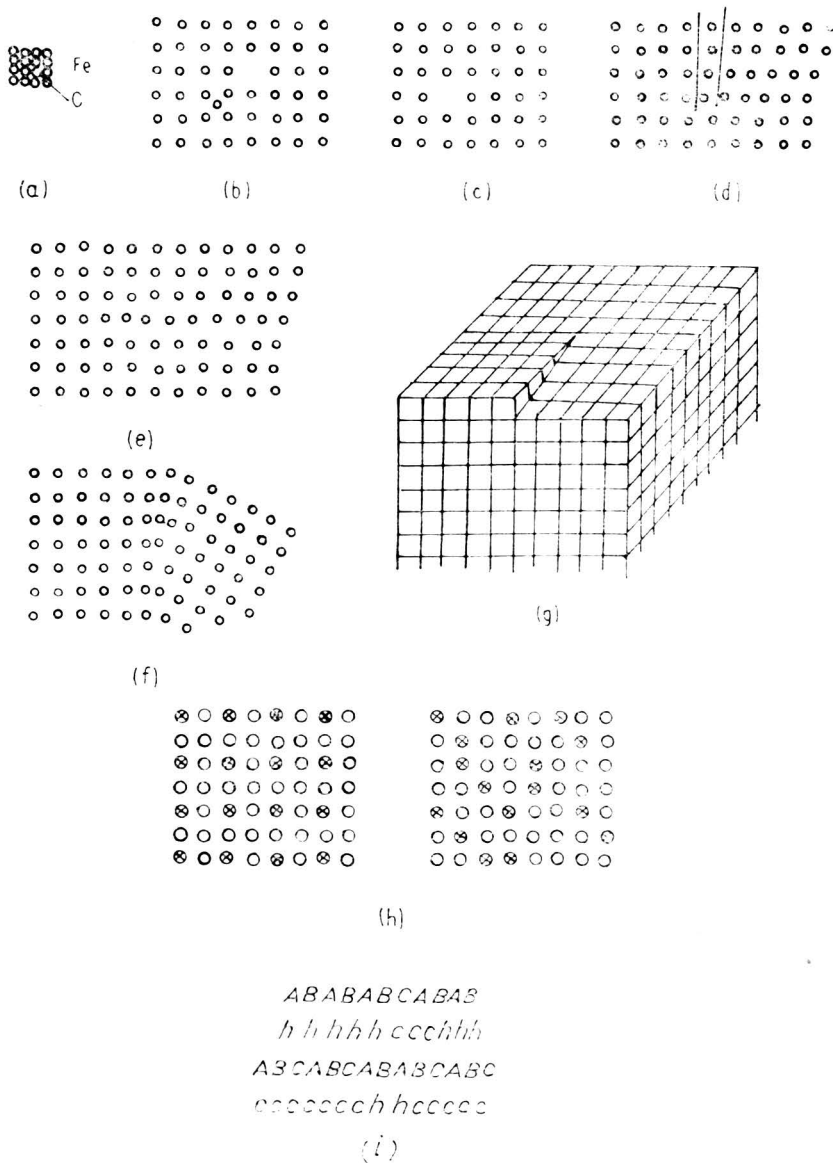 Fe
C
(a)
(b)
(c)
(d)
(e)
(g)
(f)
(h)
ABABABCABAB
hhhhhccchhh
ABCABCABABCABC
ccccccchhccccc
(i)